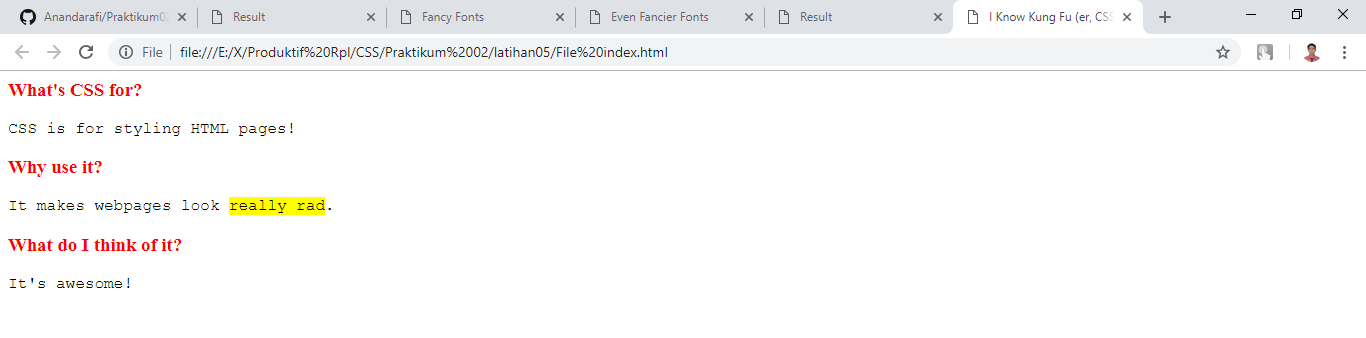 Anandarafi/Praktikum0
Result
Fancy Fonts
Even Fancier Fonts
Result
I Know Kung Fu (er, CSS
File
file:///E:/X/Produktif%20Rpl/CSS/Praktikum%2002/latihan05/File%20index.html
What's CSS for?
CSS is for styling HTML pages!
Why use it?
It makes webpages look really rad.
What do I think of it?
It's awesome!